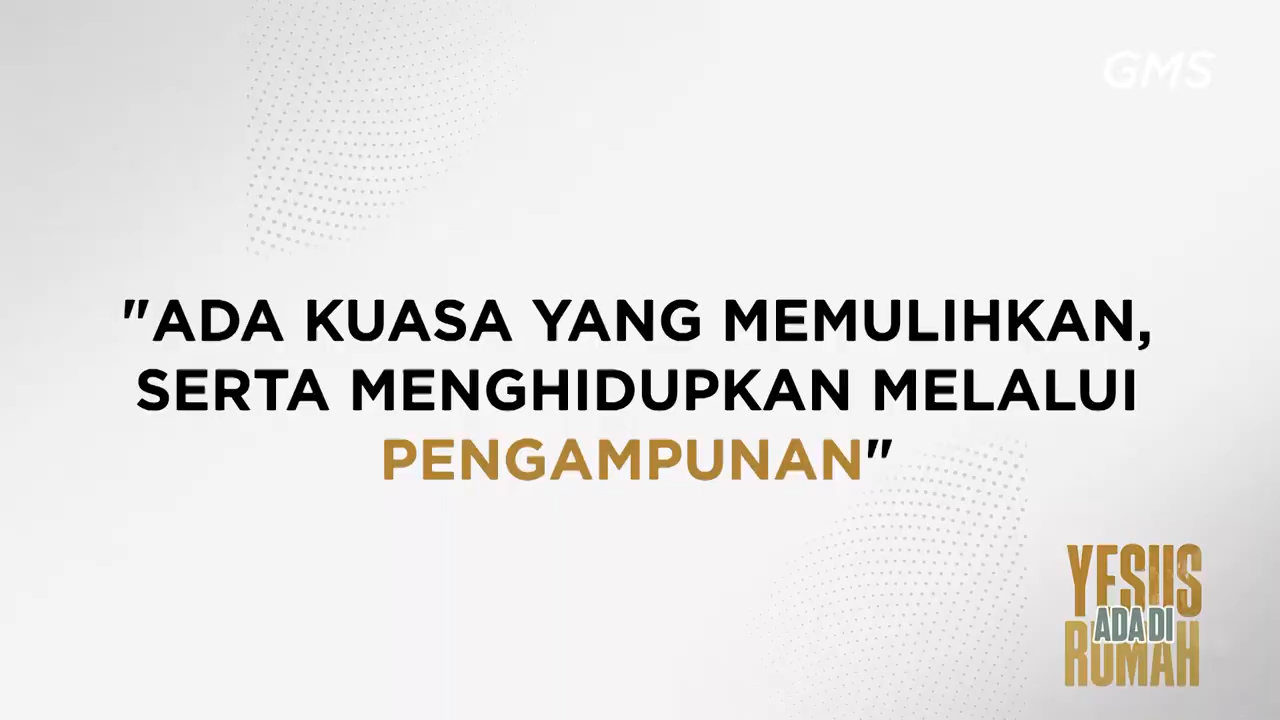 GMS
"ADA KUASA YANG MEMULIHKAN,
SERTA MENGHIDUPKAN MELALUI
PENGAMPUNAN"
YESUS
ADA DI
RUMAH